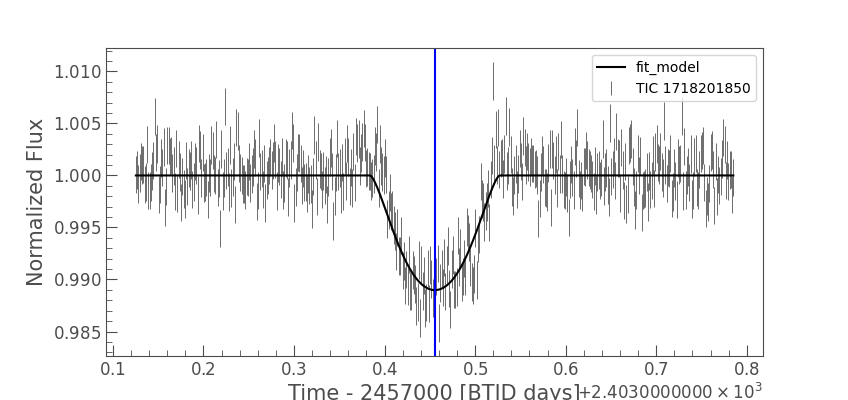 fit_model
TIC 1718201850
Normalized Flux
1.010
1.005
1.000
0.995
0.990
0.985
0.1 0.2 0.3 0.4 0.5 0.6 0.7 0.8
Time - 2457000 [BTJD days]
+2.4030000000 × 10³